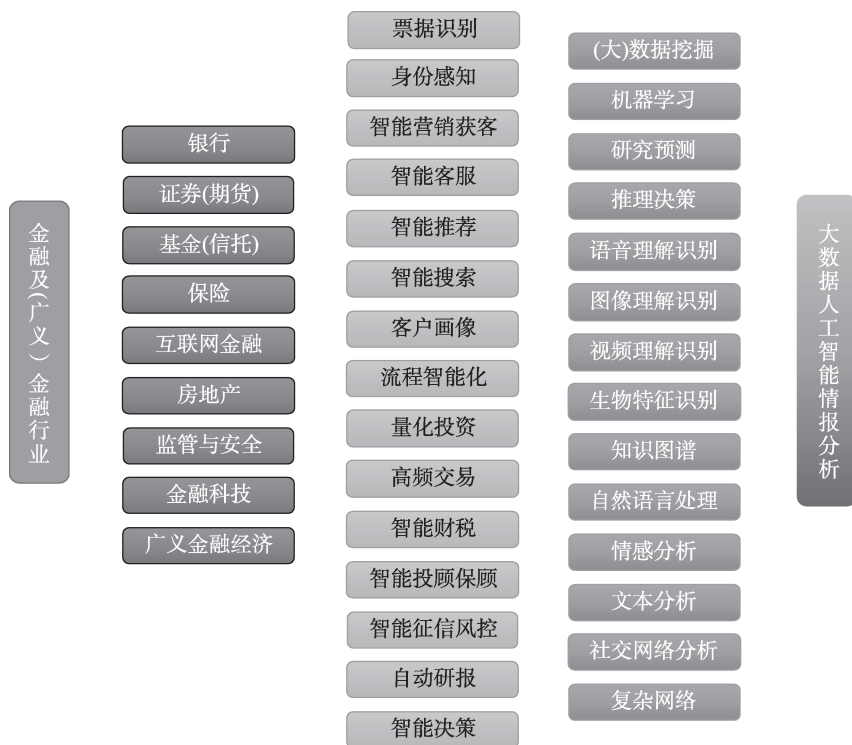 金融及(广义)金融行业
银行
证券(期货)
基金(信托)
保险
互联网金融
房地产
监管与安全
金融科技
广义金融经济
票据识别
身份感知
智能营销获客
智能客服
智能推荐
智能搜索
客户画像
流程智能化
量化投资
高频交易
智能财税
智能投顾保顾
智能征信风控
自动研报
智能决策
(大)数据挖掘
机器学习
研究预测
推理决策
语音理解识别
图像理解识别
视频理解识别
生物特征识别
知识图谱
自然语言处理
情感分析
文本分析
社交网络分析
复杂网络
大数据人工智能情报分析